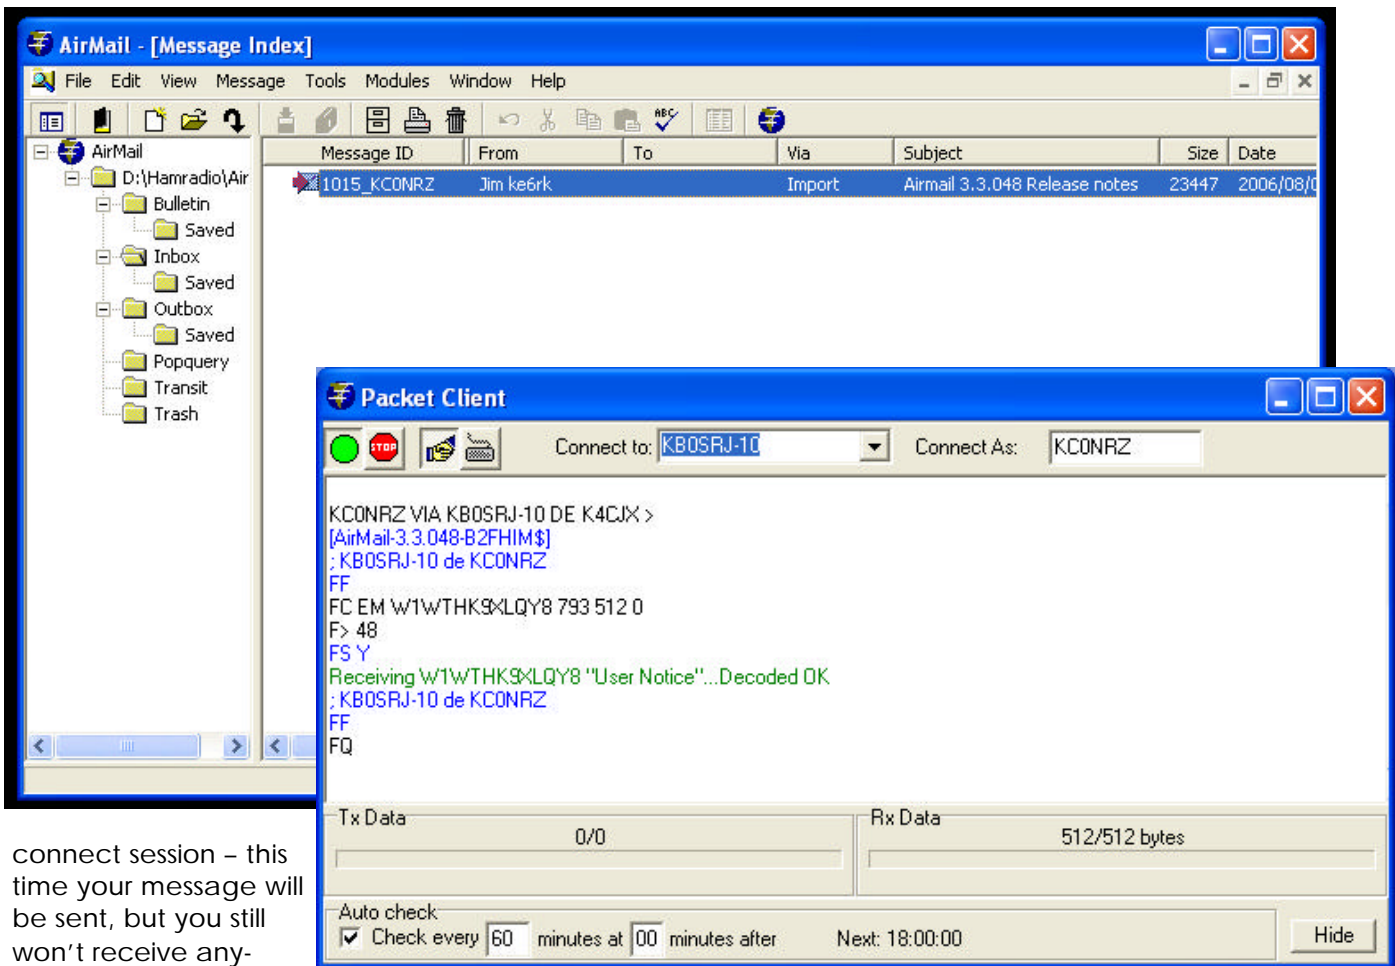 AirMail - [Message Index]
File Edit View Message Tools Modules Window Help
ABC
AirMail
D:\Hamradio\Air
Bulletin
Saved
Inbox
Saved
Outbox
Saved
Popquery
Transit
Trash
Message ID From To Via Subject Size Date
1015_KC0NRZ Jim ke6rk Import Airmail 3.3.048 Release notes 23447 2006/08/0
Packet Client
STOP
Connect to: KB0SRJ-10 Connect As: KC0NRZ
KC0NRZ VIA KB0SRJ-10 DE K4CJX >
[AirMail-3.3.048-B2FHIM$]
; KB0SRJ-10 de KC0NRZ
FF
FC EM W1WTHK9XLQY8 793 512 0
F> 48
FS Y
Receiving W1WTHK9XLQY8 "User Notice"...Decoded OK
; KB0SRJ-10 de KC0NRZ
FF
FQ
Tx Data
0/0
Rx Data
512/512 bytes
Auto check
Check every 60 minutes at 00 minutes after Next: 18:00:00
Hide
connect session – this
time your message will
be sent, but you still
won't receive any-